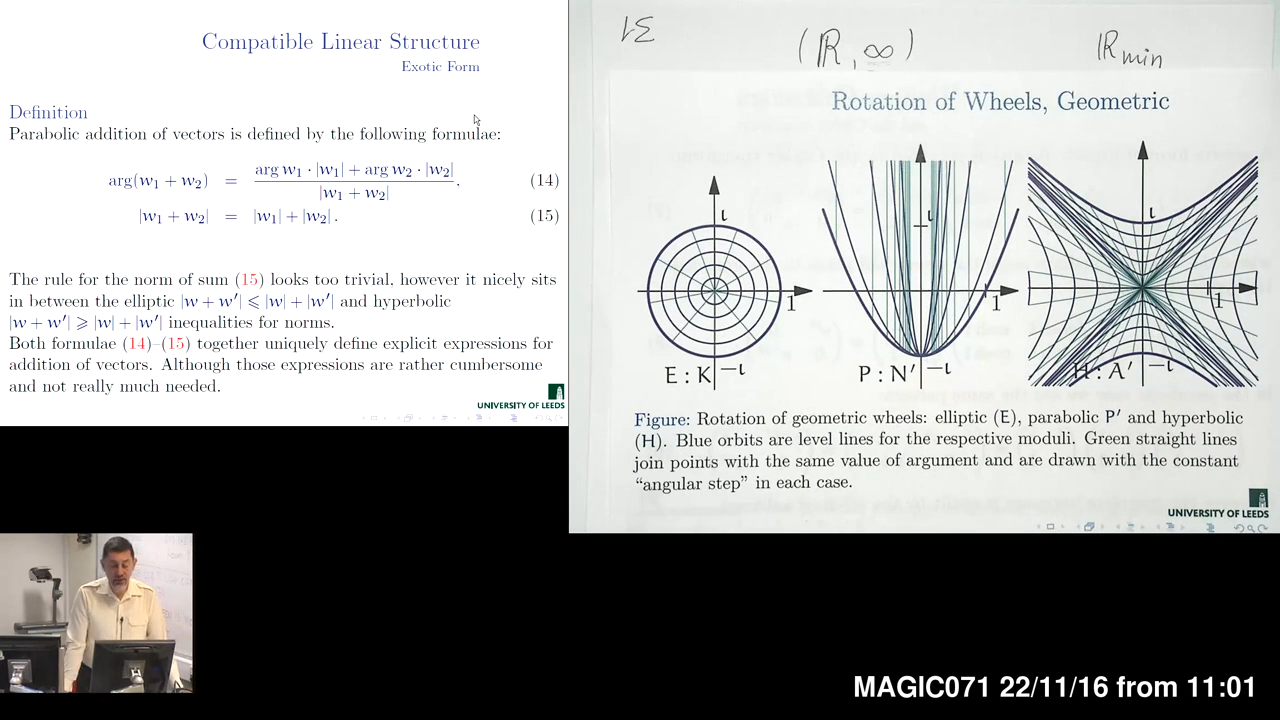 Compatible Linear Structure
Exotic Form
Definition
Parabolic addition of vectors is defined by the following formulae:
arg(w₁ + w₂) = (arg w₁ · |w₁| + arg w₂ · |w₂|) / |w₁ + w₂| . (14)
|w₁ + w₂| = |w₁| + |w₂| . (15)
The rule for the norm of sum (15) looks too trivial, however it nicely sits
in between the elliptic |w + w′| ⩽ |w| + |w′| and hyperbolic
|w + w′| ⩾ |w| + |w′| inequalities for norms.
Both formulae (14)–(15) together uniquely define explicit expressions for
addition of vectors. Although those expressions are rather cumbersome
and not really much needed.
UNIVERSITY OF LEEDS
(ℝ, ∞) ℝmin
Rotation of Wheels, Geometric
ι ι ι
1 1 1
E : K −ι P : N′ −ι H : A′ −ι
Figure: Rotation of geometric wheels: elliptic (E), parabolic P′ and hyperbolic
(H). Blue orbits are level lines for the respective moduli. Green straight lines
join points with the same value of argument and are drawn with the constant
“angular step” in each case.
UNIVERSITY OF LEEDS
MAGIC071 22/11/16 from 11:01